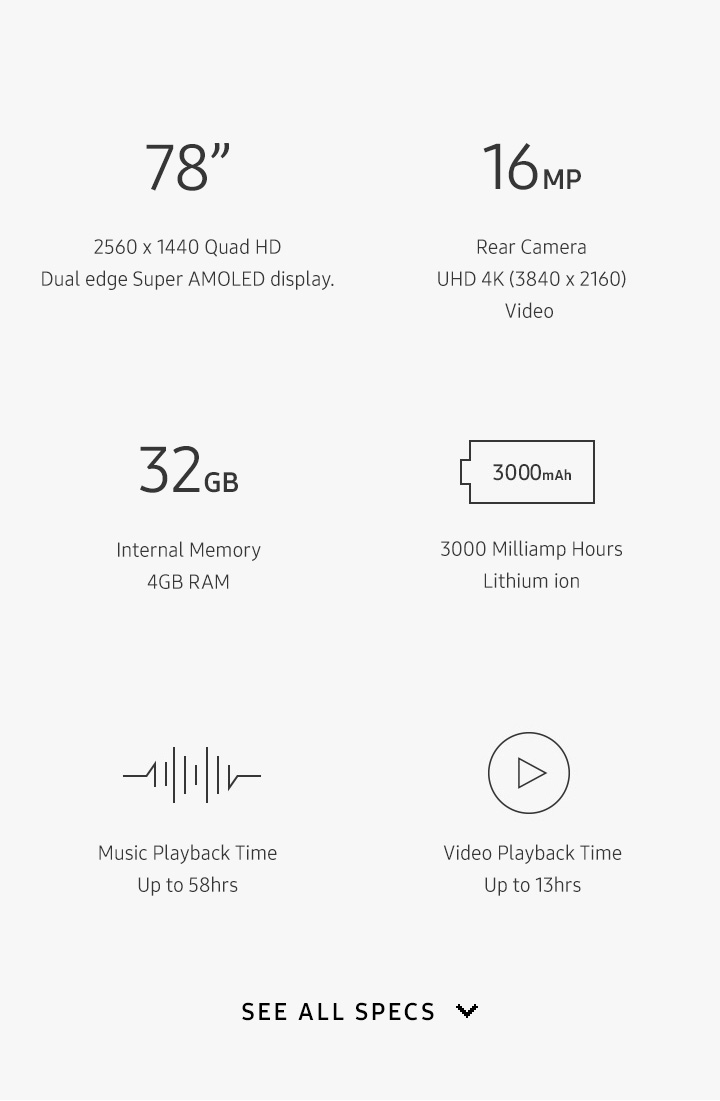 78”
2560 x 1440 Quad HD
Dual edge Super AMOLED display.
16MP
Rear Camera
UHD 4K (3840 x 2160)
Video
32GB
Internal Memory
4GB RAM
3000mAh
3000 Milliamp Hours
Lithium ion
Music Playback Time
Up to 58hrs
Video Playback Time
Up to 13hrs
SEE ALL SPECS